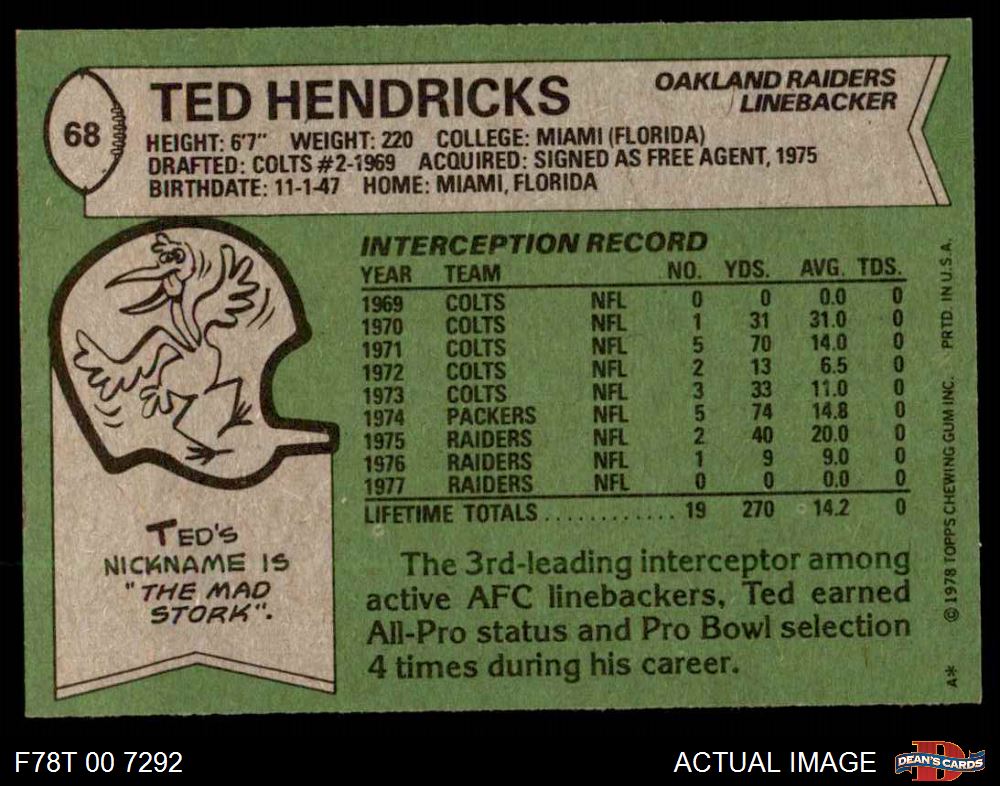 68
TED HENDRICKS
OAKLAND RAIDERS
LINEBACKER
HEIGHT: 6'7" WEIGHT: 220 COLLEGE: MIAMI (FLORIDA)
DRAFTED: COLTS #2-1969 ACQUIRED: SIGNED AS FREE AGENT, 1975
BIRTHDATE: 11-1-47 HOME: MIAMI, FLORIDA
INTERCEPTION RECORD
YEAR TEAM NO. YDS. AVG. TDS.
1969 COLTS NFL 0 0 0.0 0
1970 COLTS NFL 1 31 31.0 0
1971 COLTS NFL 5 70 14.0 0
1972 COLTS NFL 2 13 6.5 0
1973 COLTS NFL 3 33 11.0 0
1974 PACKERS NFL 5 74 14.8 0
1975 RAIDERS NFL 2 40 20.0 0
1976 RAIDERS NFL 1 9 9.0 0
1977 RAIDERS NFL 0 0 0.0 0
LIFETIME TOTALS ............ 19 270 14.2 0
TED'S
NICKNAME IS
"THE MAD
STORK".
The 3rd-leading interceptor among
active AFC linebackers, Ted earned
All-Pro status and Pro Bowl selection
4 times during his career.
A* © 1978 TOPPS CHEWING GUM INC. PRTD. IN U.S.A.
F78T 00 7292
ACTUAL IMAGE
DEAN'S CARDS